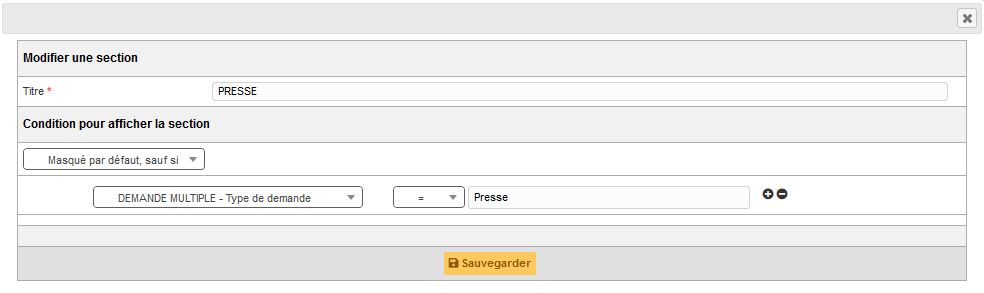 Modifier une section
Titre * PRESSE
Condition pour afficher la section
Masqué par défaut, sauf si
DEMANDE MULTIPLE - Type de demande = Presse
Sauvegarder